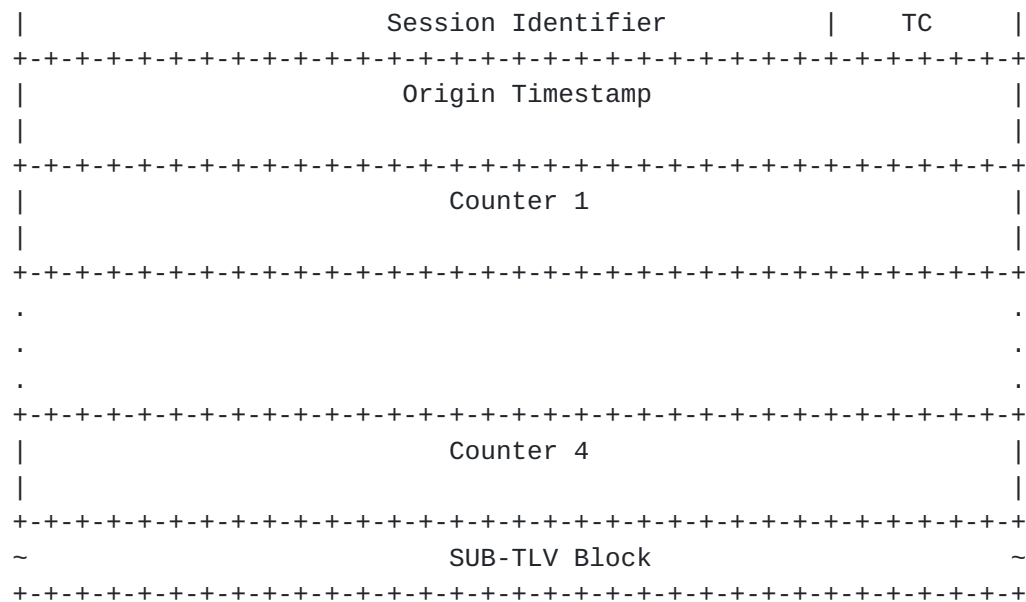 |                       Session Identifier          |    TC     |
+-+-+-+-+-+-+-+-+-+-+-+-+-+-+-+-+-+-+-+-+-+-+-+-+-+-+-+-+-+-+-+-+
|                        Origin Timestamp                       |
|                                                               |
+-+-+-+-+-+-+-+-+-+-+-+-+-+-+-+-+-+-+-+-+-+-+-+-+-+-+-+-+-+-+-+-+
|                           Counter 1                           |
|                                                               |
+-+-+-+-+-+-+-+-+-+-+-+-+-+-+-+-+-+-+-+-+-+-+-+-+-+-+-+-+-+-+-+-+
.                                                               .
.                                                               .
.                                                               .
+-+-+-+-+-+-+-+-+-+-+-+-+-+-+-+-+-+-+-+-+-+-+-+-+-+-+-+-+-+-+-+-+
|                           Counter 4                           |
|                                                               |
+-+-+-+-+-+-+-+-+-+-+-+-+-+-+-+-+-+-+-+-+-+-+-+-+-+-+-+-+-+-+-+-+
~                           SUB-TLV Block                       ~
+-+-+-+-+-+-+-+-+-+-+-+-+-+-+-+-+-+-+-+-+-+-+-+-+-+-+-+-+-+-+-+-+